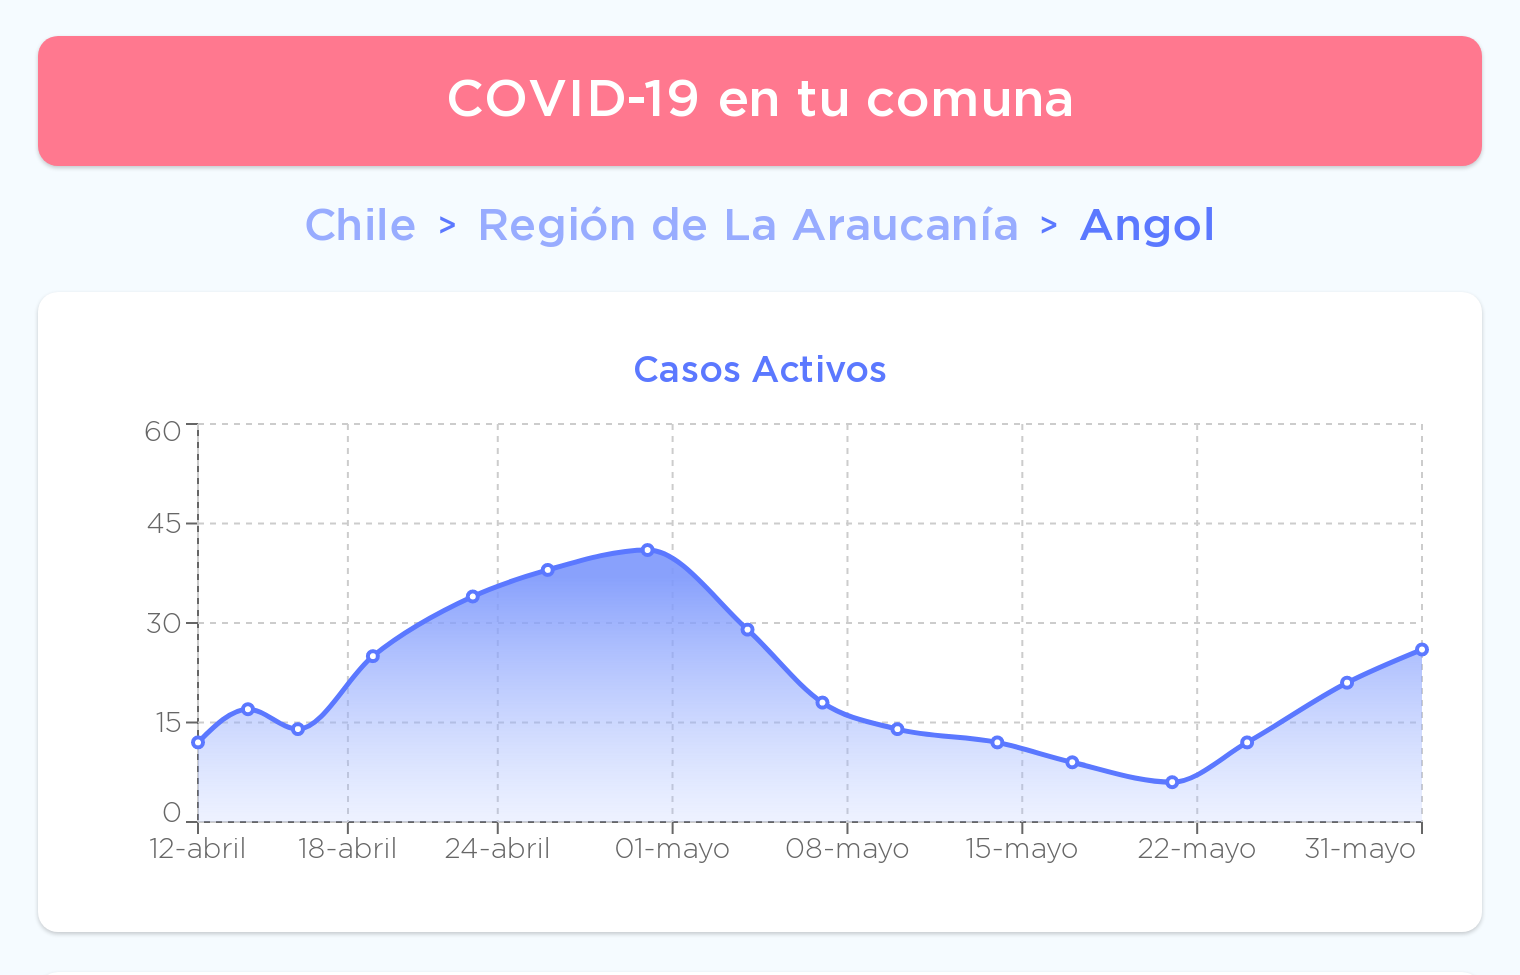 COVID-19 en tu comuna
Chile > Región de La Araucanía > Angol
Casos Activos
60
45
30
15
0
12-abril 18-abril 24-abril 01-mayo 08-mayo 15-mayo 22-mayo 31-mayo